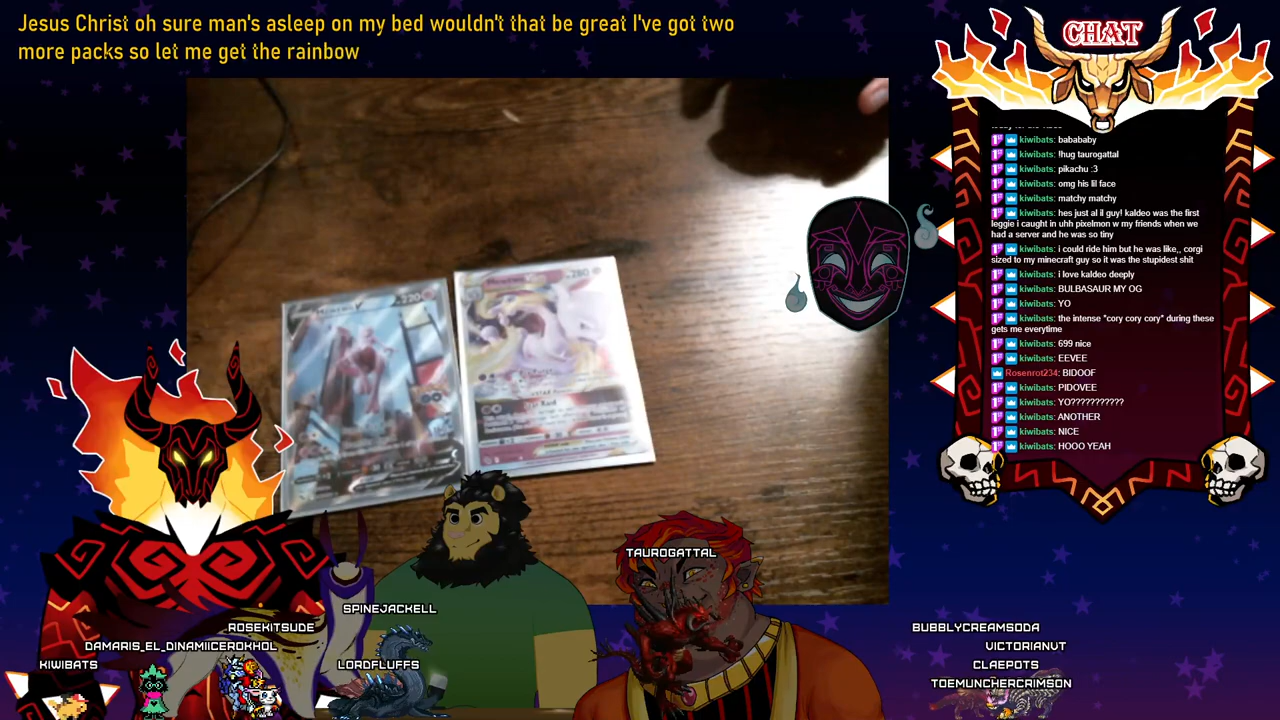 Jesus Christ oh sure man's asleep on my bed wouldn't that be great I've got two
more packs so let me get the rainbow
CHAT
kiwibats: babababy
kiwibats: !hug taurogattal
kiwibats: pikachu :3
kiwibats: omg his lil face
kiwibats: matchy matchy
kiwibats: hes just al il guy! kaldeo was the first
leggie i caught in uhh pixelmon w my friends when we
had a server and he was so tiny
kiwibats: i could ride him but he was like,, corgi
sized to my minecraft guy so it was the stupidest shit
kiwibats: i love kaldeo deeply
kiwibats: BULBASAUR MY OG
kiwibats: YO
kiwibats: the intense *cory cory cory* during these
gets me everytime
kiwibats: 699 nice
kiwibats: EEVEE
Rosenrot234: BIDOOF
kiwibats: PIDOVEE
kiwibats: YO???????????
kiwibats: ANOTHER
kiwibats: NICE
kiwibats: HOOO YEAH
220
280
TAUROGATTAL
SPINEJACKELL
ROSEKITSUDE
DAMARIS_EL_DINAMIICEROKHOL
KIWIBATS
LORDFLUFFS
BUBBLYCREAMSODA
VICTORIANVT
CLAEPOTS
TOEMUNCHERCRIMSON